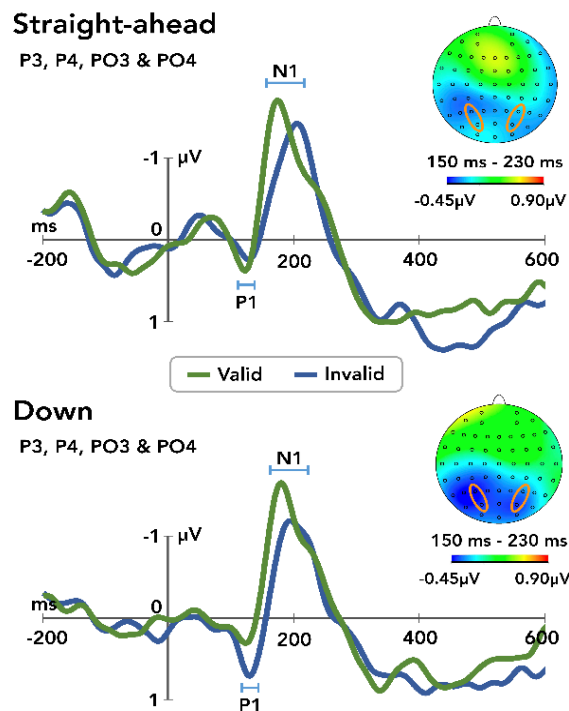 Straight-ahead
P3, P4, PO3 & PO4
N1
150 ms - 230 ms
-0.45µV 0.90µV
-1 µV
ms 0
-200 200 400 600
P1
1
Valid Invalid
Down
P3, P4, PO3 & PO4
N1
150 ms - 230 ms
-0.45µV 0.90µV
-1 µV
ms 0
-200 200 400 600
P1
1